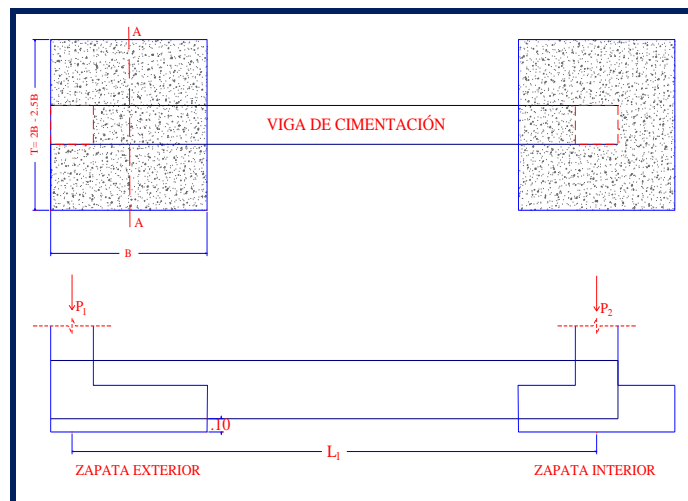 A
T= 2B - 2.5B
VIGA DE CIMENTACIÓN
A
B
P1
P2
.10
L1
ZAPATA EXTERIOR
ZAPATA INTERIOR